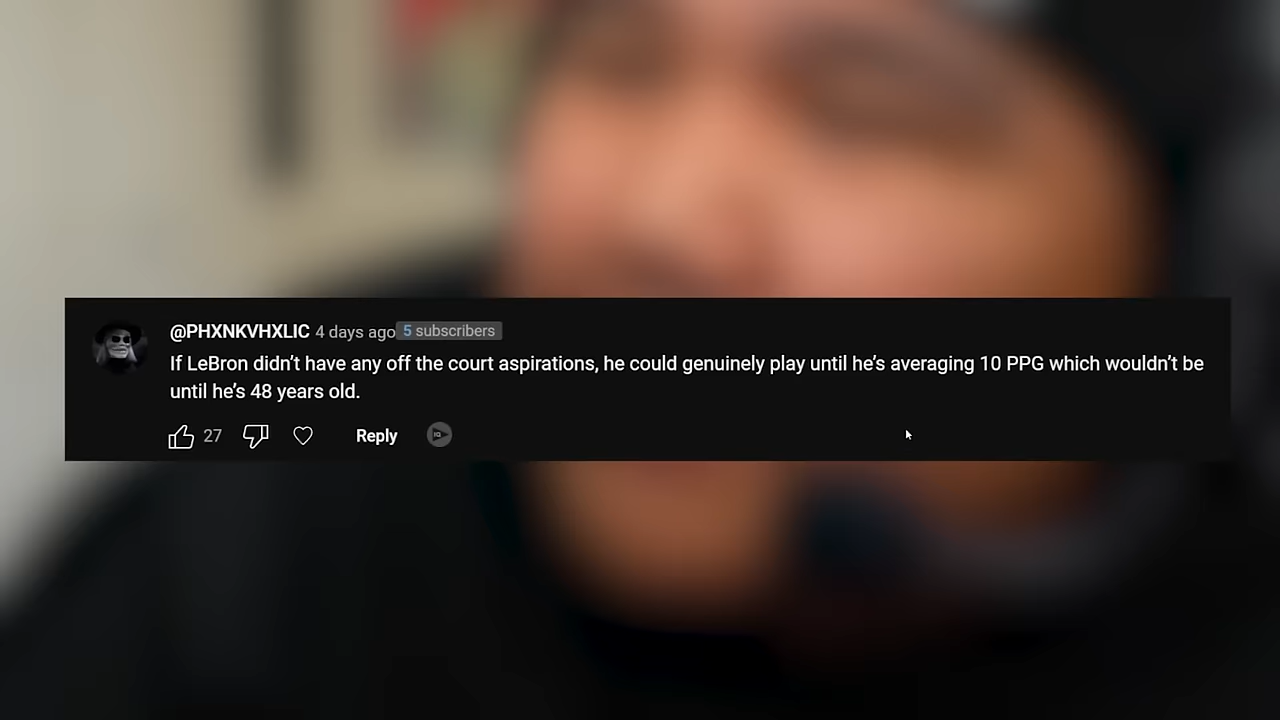 @PHXNKVHXLIC 4 days ago 5 subscribers
If LeBron didn’t have any off the court aspirations, he could genuinely play until he’s averaging 10 PPG which wouldn’t be
until he’s 48 years old.
27 Reply